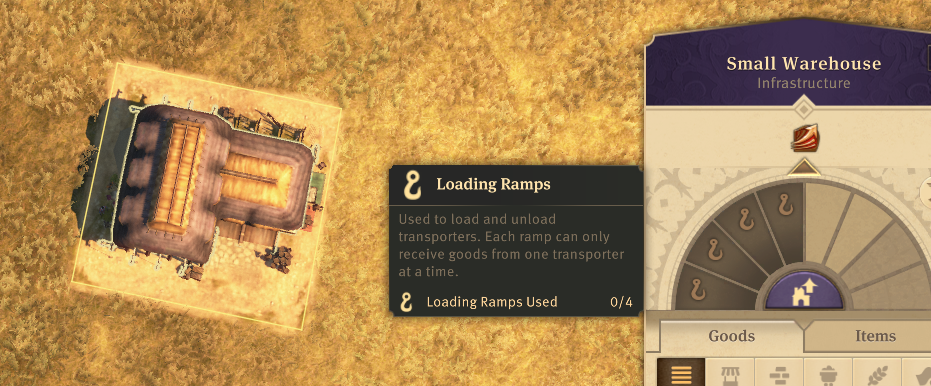 Small Warehouse
Infrastructure
Loading Ramps
Used to load and unload
transporters. Each ramp can only
receive goods from one transporter
at a time.
Loading Ramps Used 0/4
Goods Items